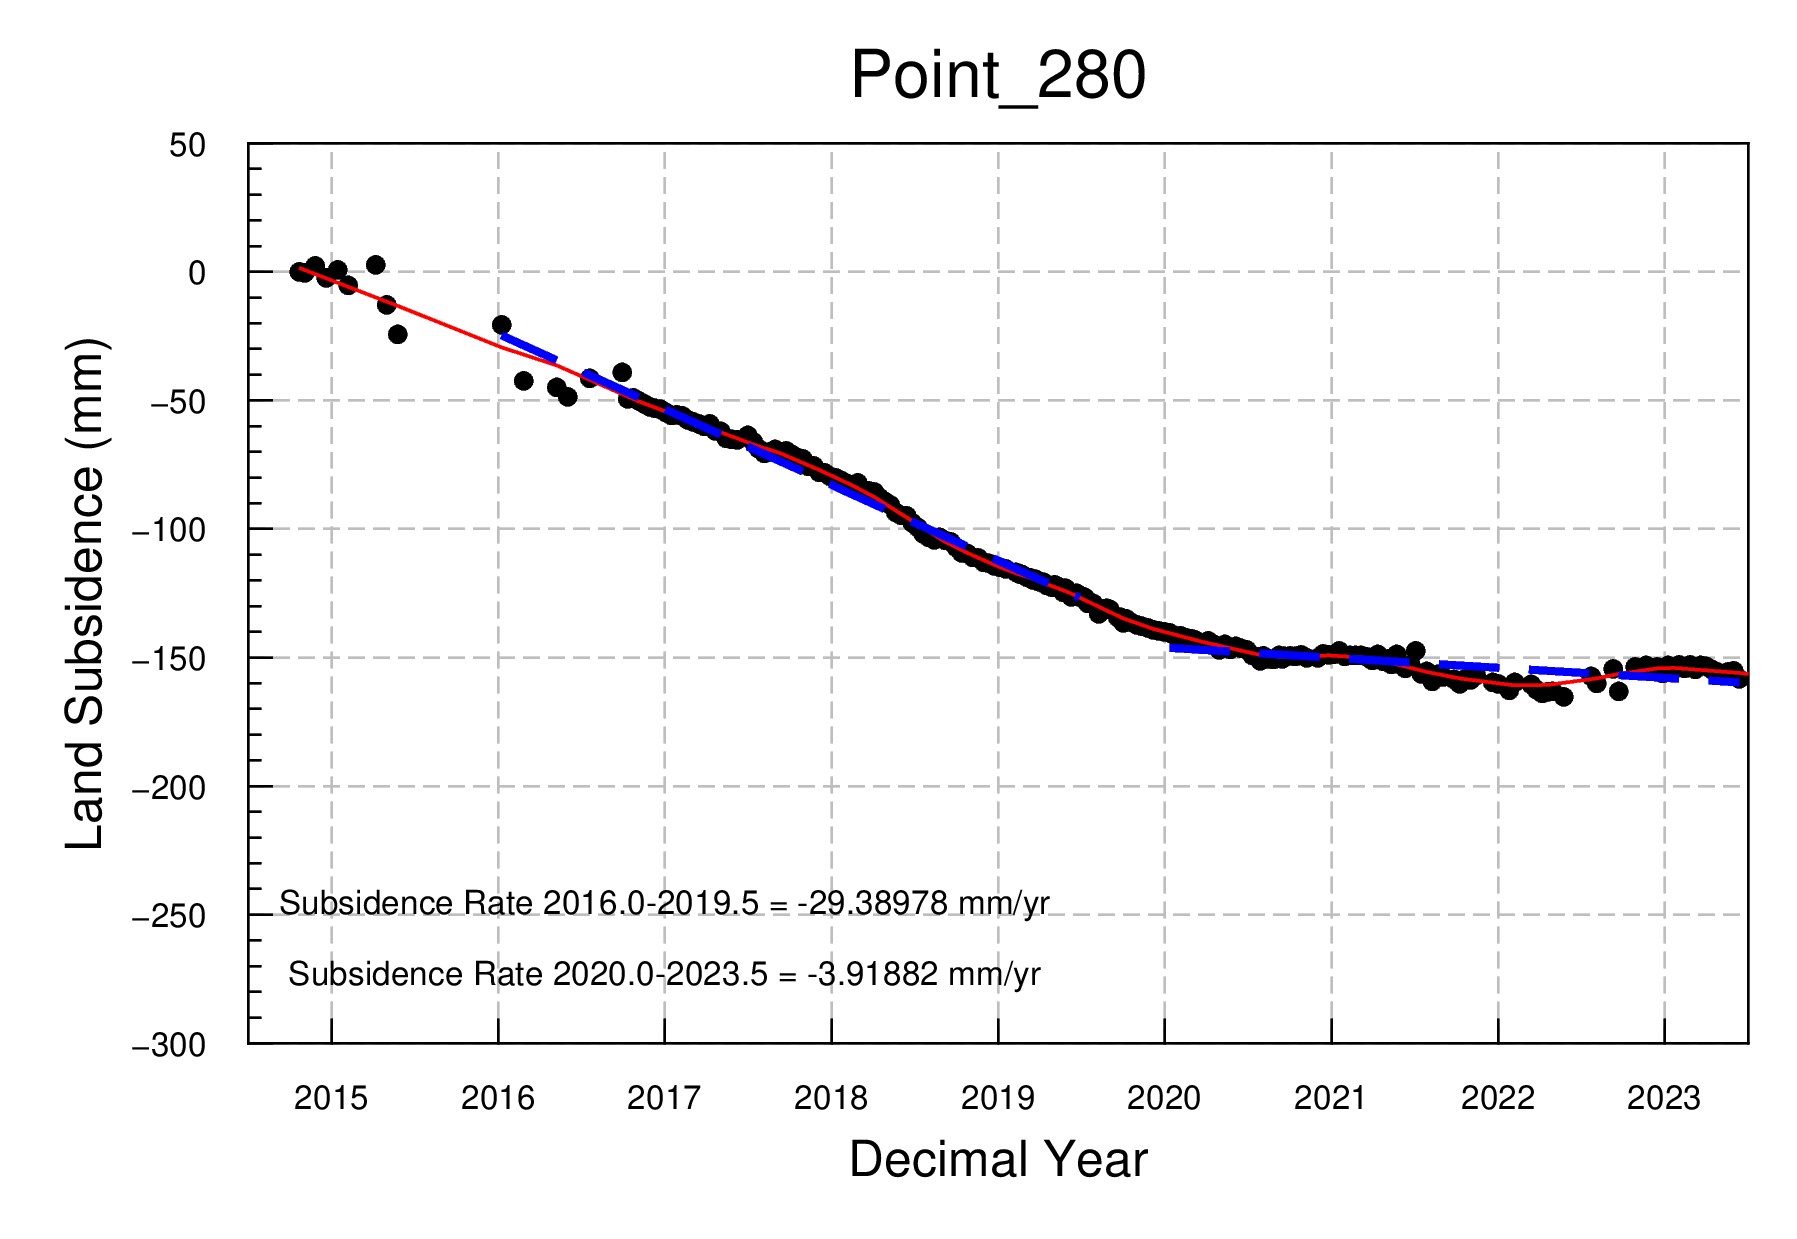 Point_280
50
0
−50
−100
−150
−200
−250
−300
Land Subsidence (mm)
Subsidence Rate 2016.0-2019.5 = -29.38978 mm/yr
Subsidence Rate 2020.0-2023.5 = -3.91882 mm/yr
2015 2016 2017 2018 2019 2020 2021 2022 2023
Decimal Year